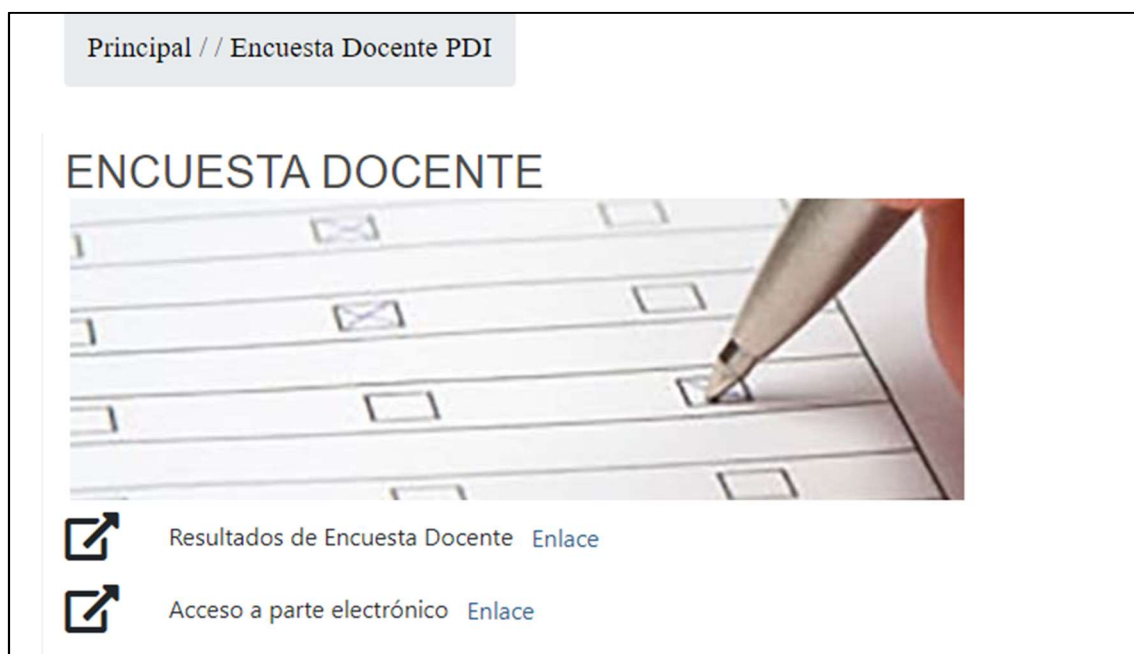 Principal / / Encuesta Docente PDI
ENCUESTA DOCENTE
Resultados de Encuesta Docente Enlace
Acceso a parte electrónico Enlace